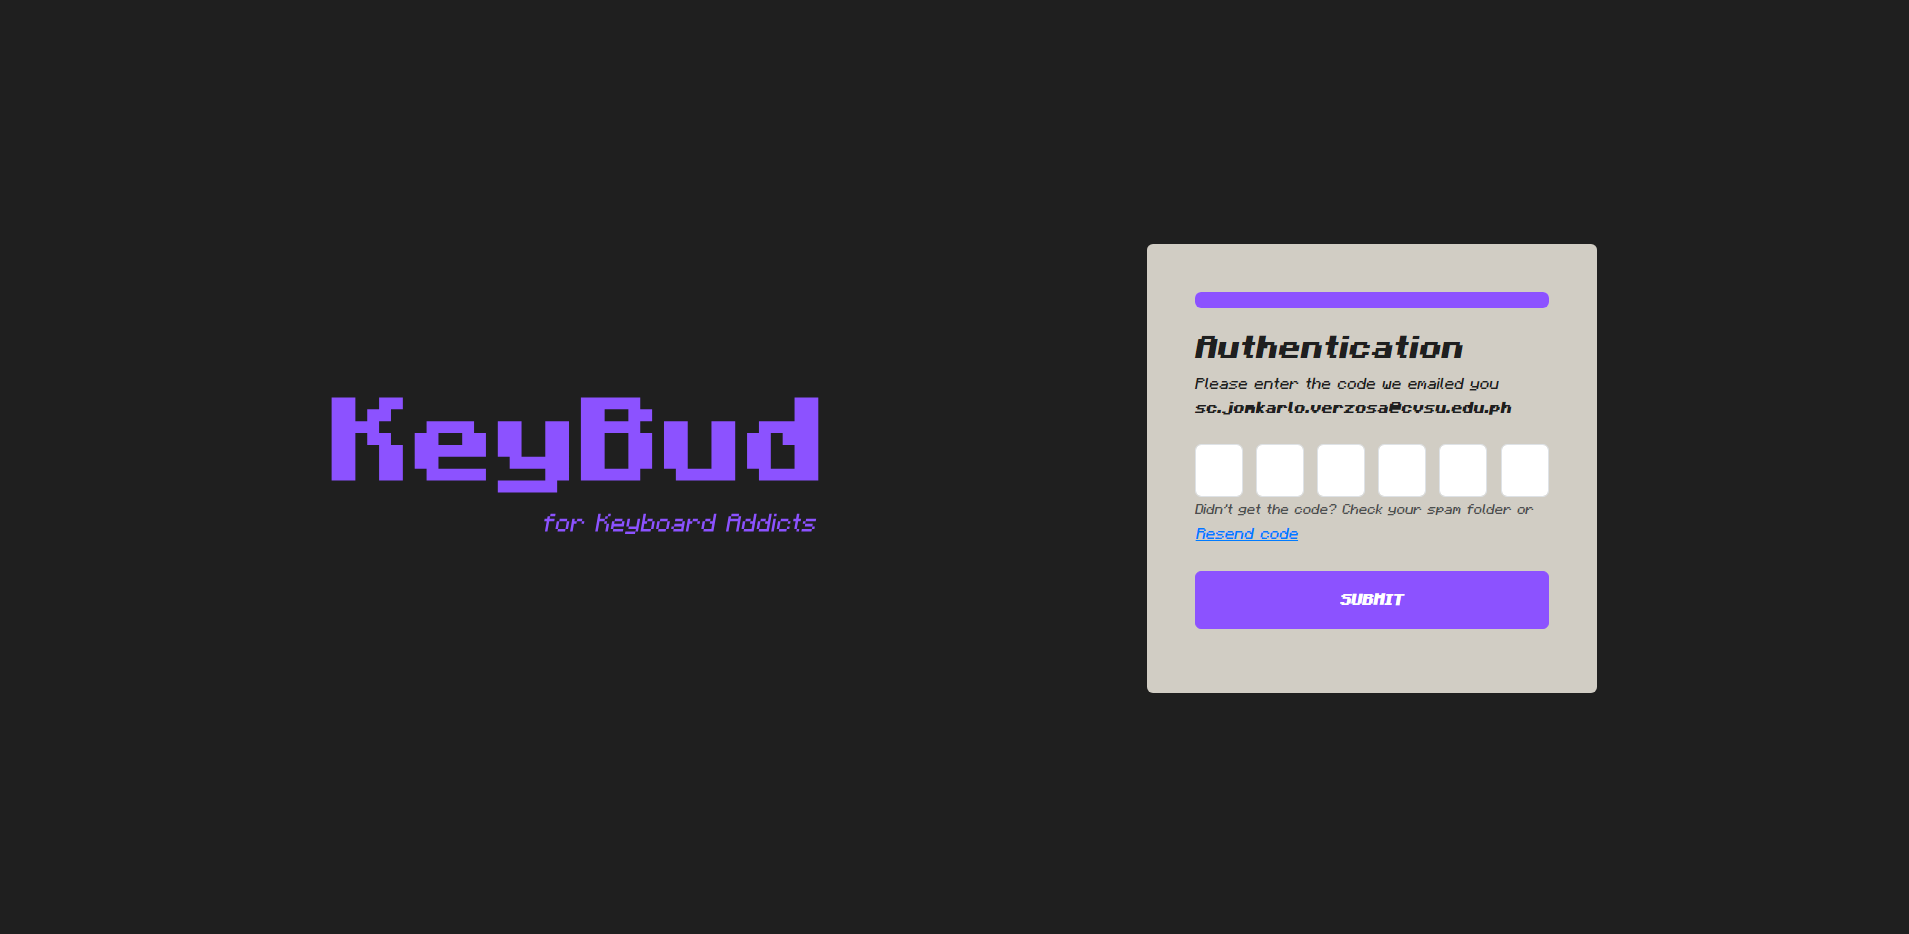 KeyBud
for Keyboard Addicts
Authentication
Please enter the code we emailed you
sc.jonkarlo.verzosa@cvsu.edu.ph
Didn't get the code? Check your spam folder or
Resend code
SUBMIT